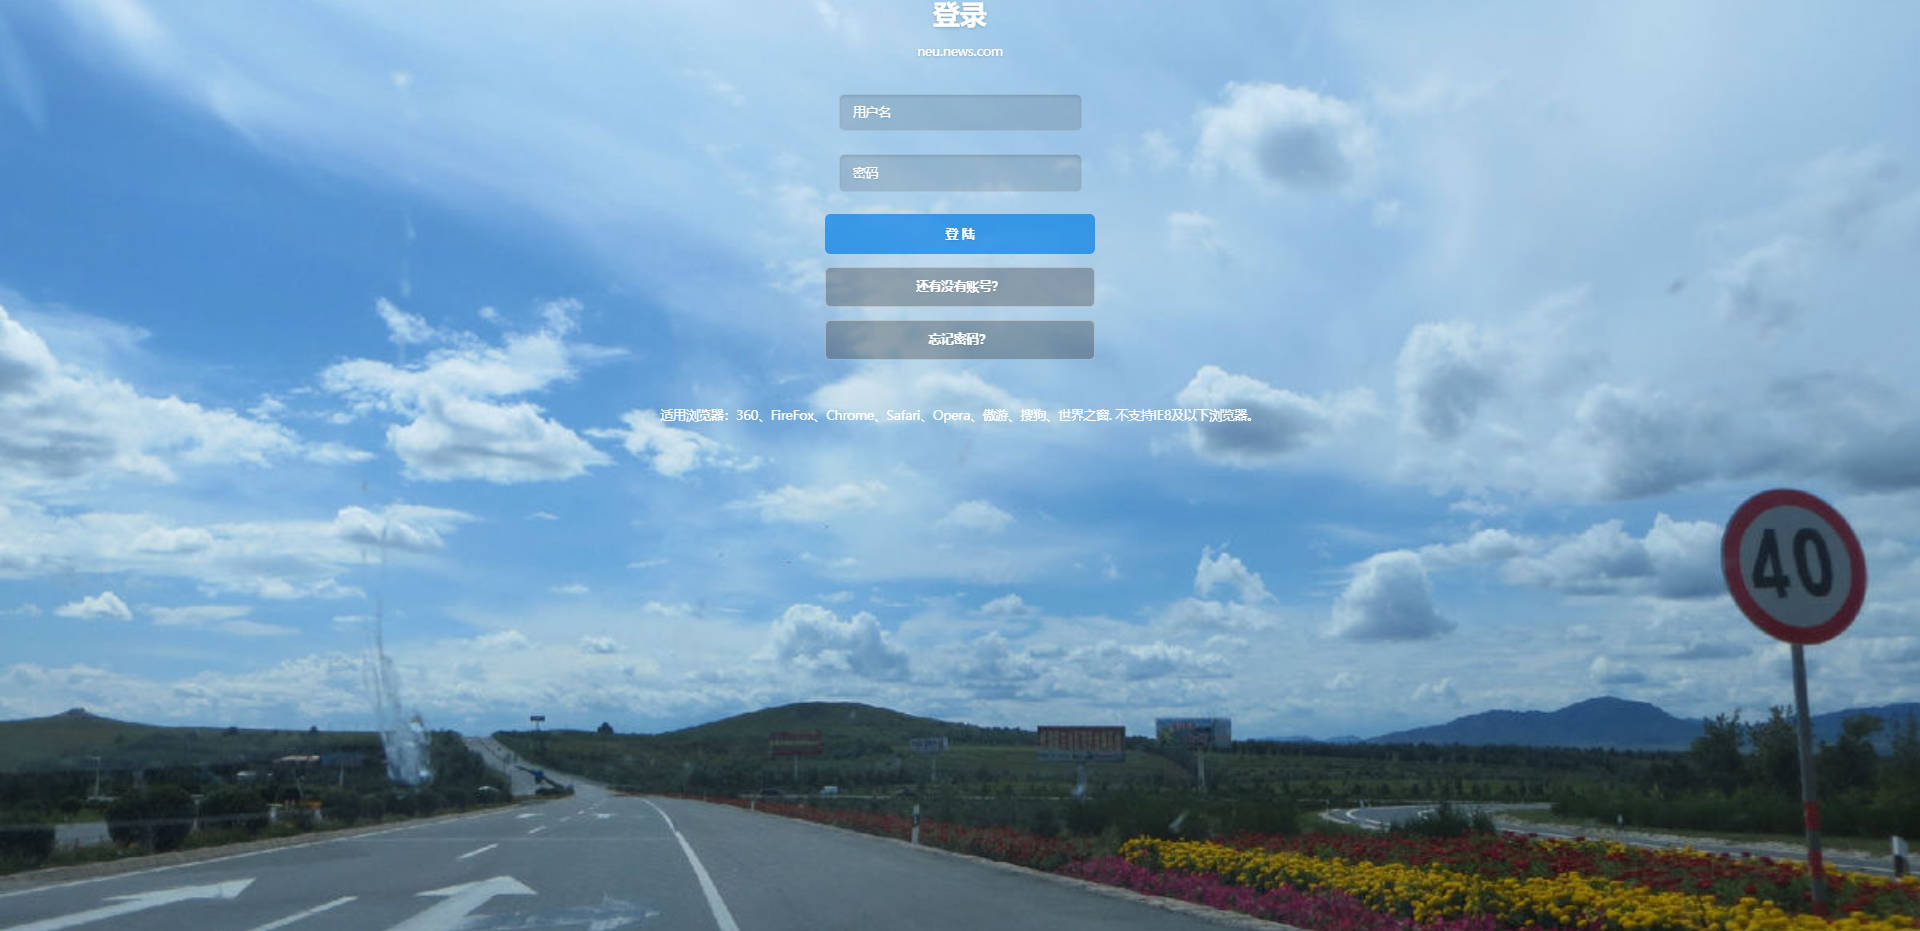 登录
neu.news.com
用户名
密码
登 陆
还有没有账号?
忘记密码?
适用浏览器：360、FireFox、Chrome、Safari、Opera、傲游、搜狗、世界之窗. 不支持IE8及以下浏览器。
40